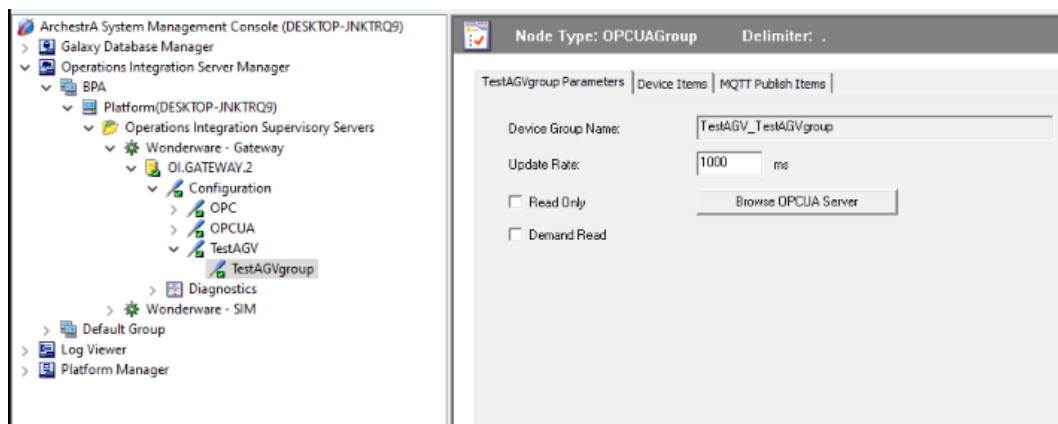 ArchestrA System Management Console (DESKTOP-JNKTRQ9)
Galaxy Database Manager
Operations Integration Server Manager
BPA
Platform(DESKTOP-JNKTRQ9)
Operations Integration Supervisory Servers
Wonderware - Gateway
OI.GATEWAY.2
Configuration
OPC
OPCUA
TestAGV
TestAGVgroup
Diagnostics
Wonderware - SIM
Default Group
Log Viewer
Platform Manager
Node Type: OPCUAGroup Delimiter: .
TestAGVgroup Parameters Device Items MQTT Publish Items
Device Group Name: TestAGV_TestAGVgroup
Update Rate: 1000 ms
Read Only Browse OPCUA Server
Demand Read